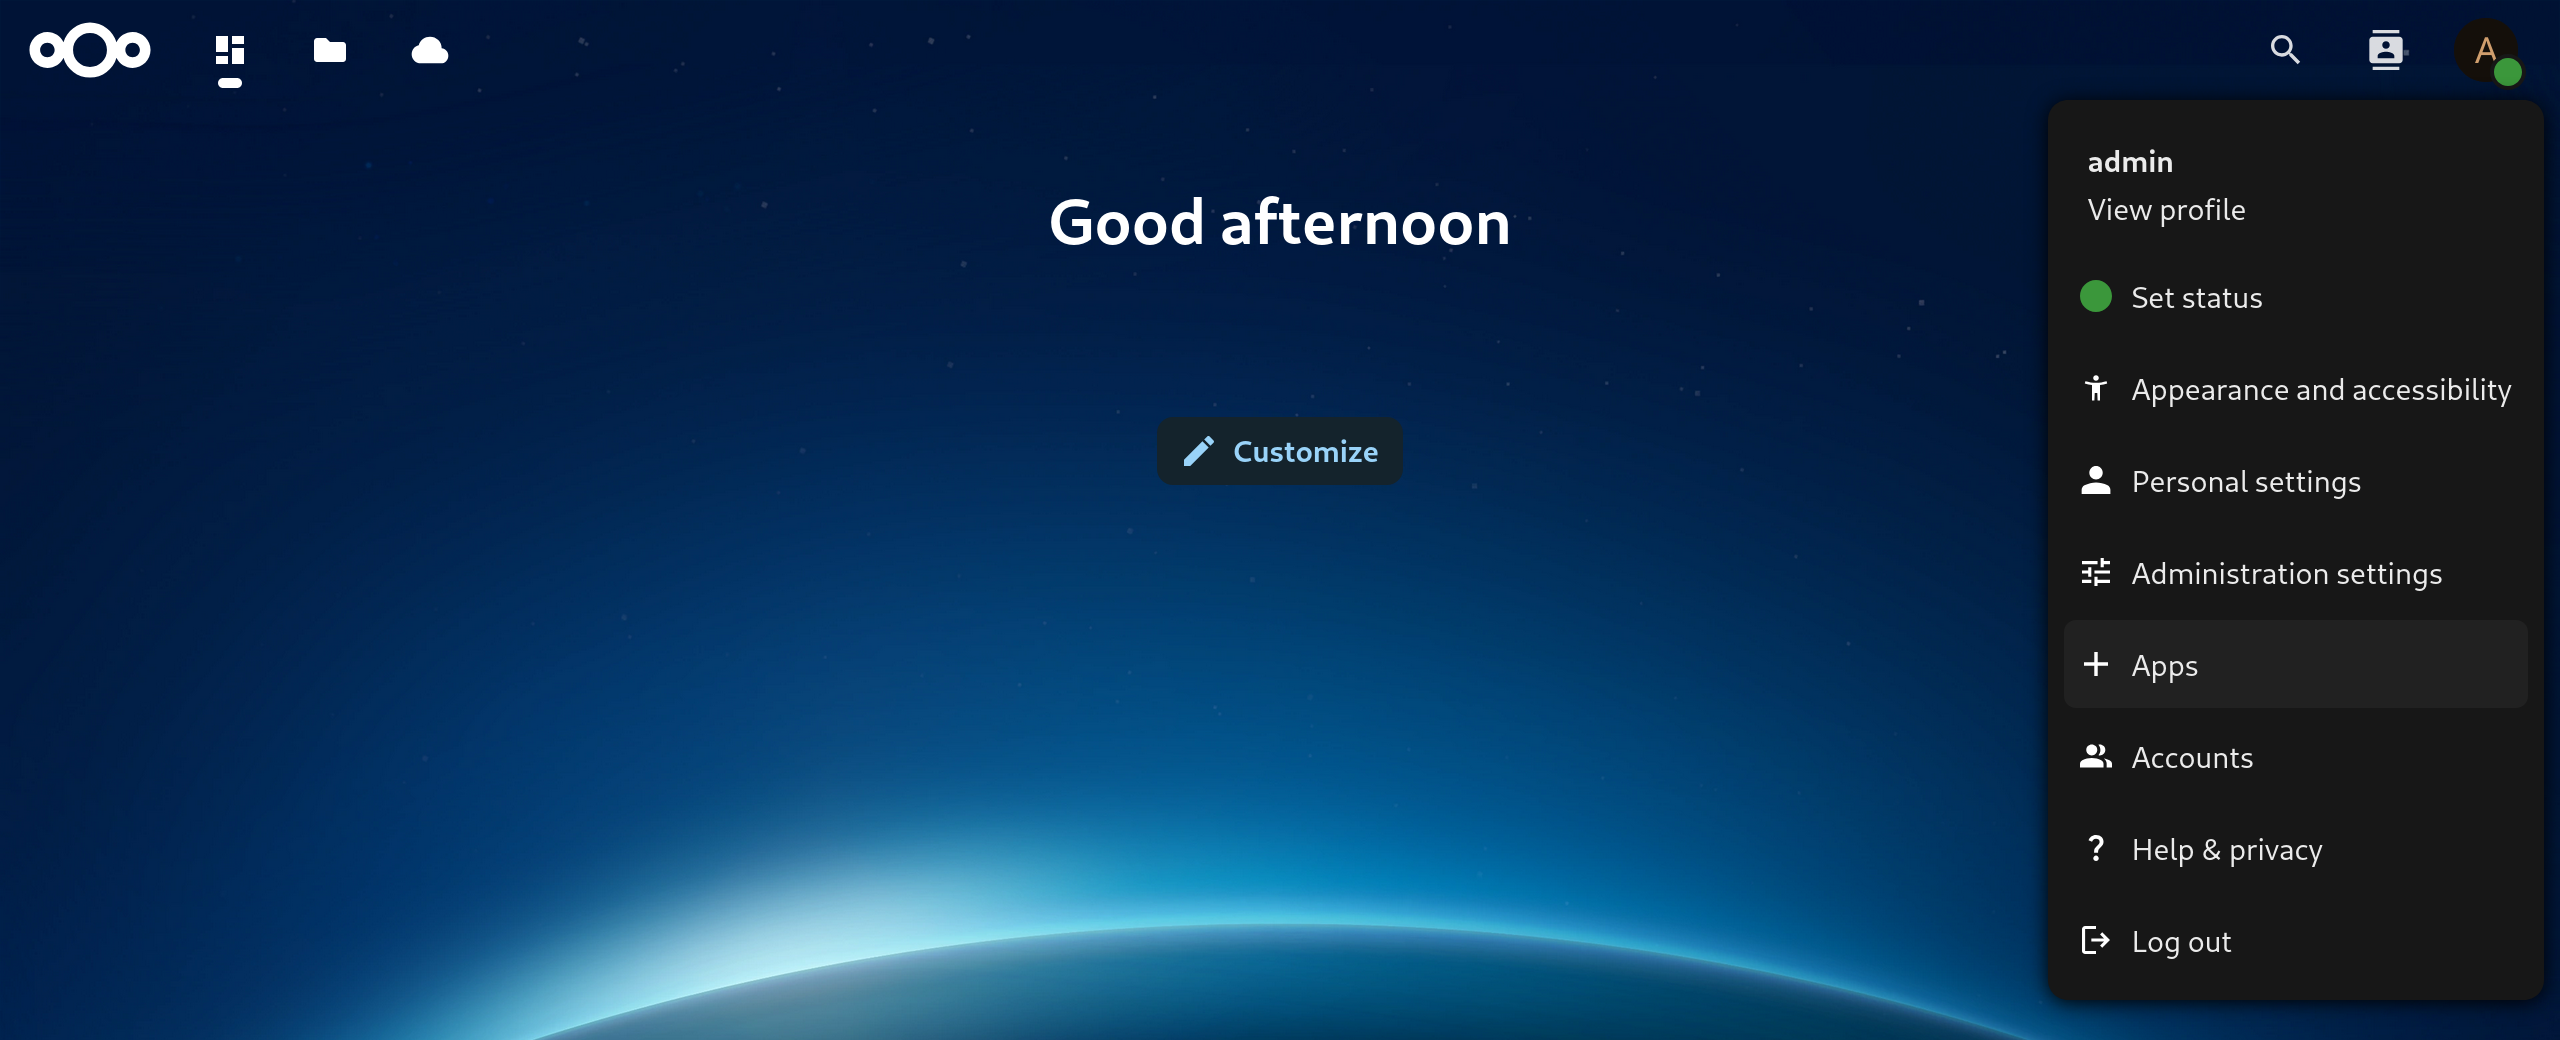 A
admin
View profile
Good afternoon
Set status
Appearance and accessibility
Customize
Personal settings
Administration settings
Apps
Accounts
Help & privacy
Log out